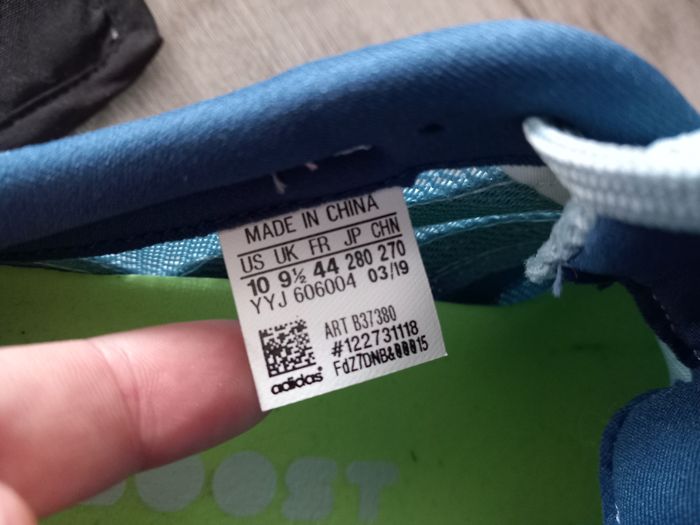 MADE IN CHINA
US UK FR JP CHN
10 9½ 44 280 270
YYJ 606004 03/19
ART B37380
#122731118
adidas
BOOST